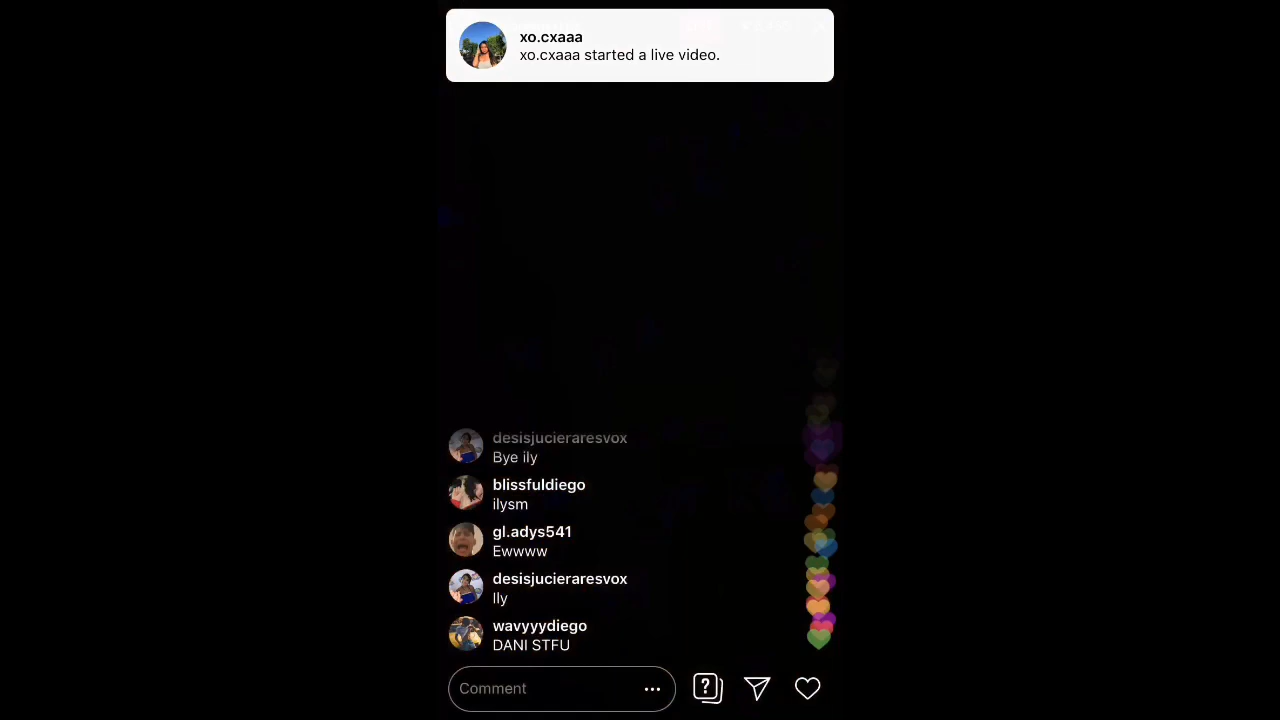 xo.cxaaa
xo.cxaaa started a live video.
desisjucieraresvox
Bye ily
blissfuldiego
ilysm
gl.adys541
Ewwww
desisjucieraresvox
Ily
wavyyydiego
DANI STFU
Comment
?